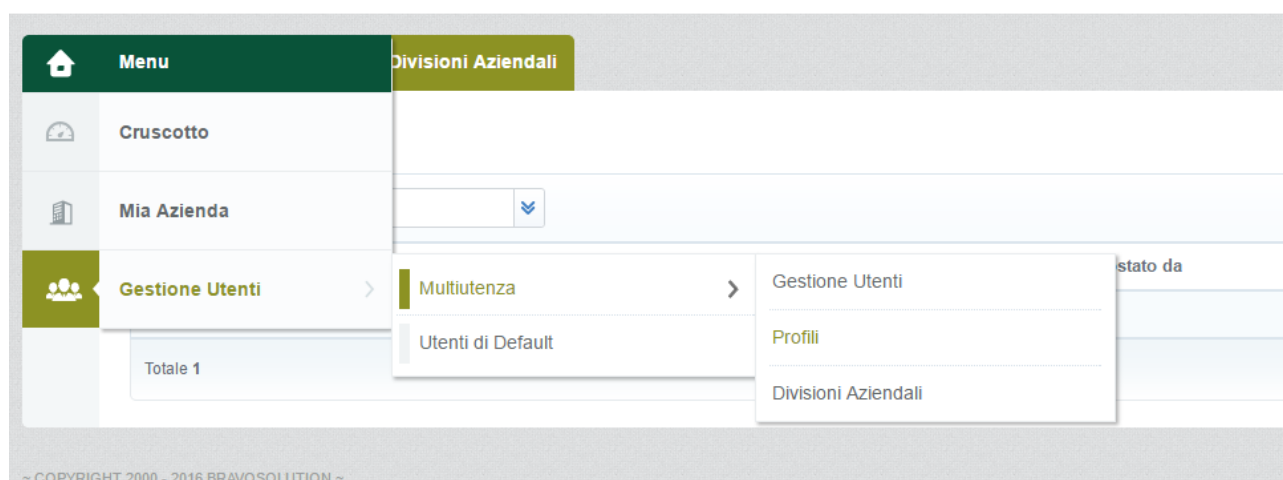 Menu
Divisioni Aziendali
Cruscotto
Mia Azienda
Gestione Utenti
Multiutenza
Utenti di Default
Gestione Utenti
Profili
Divisioni Aziendali
stato da
Totale 1
~ COPYRIGHT 2000 - 2016 BRAVOSOLUTION ~